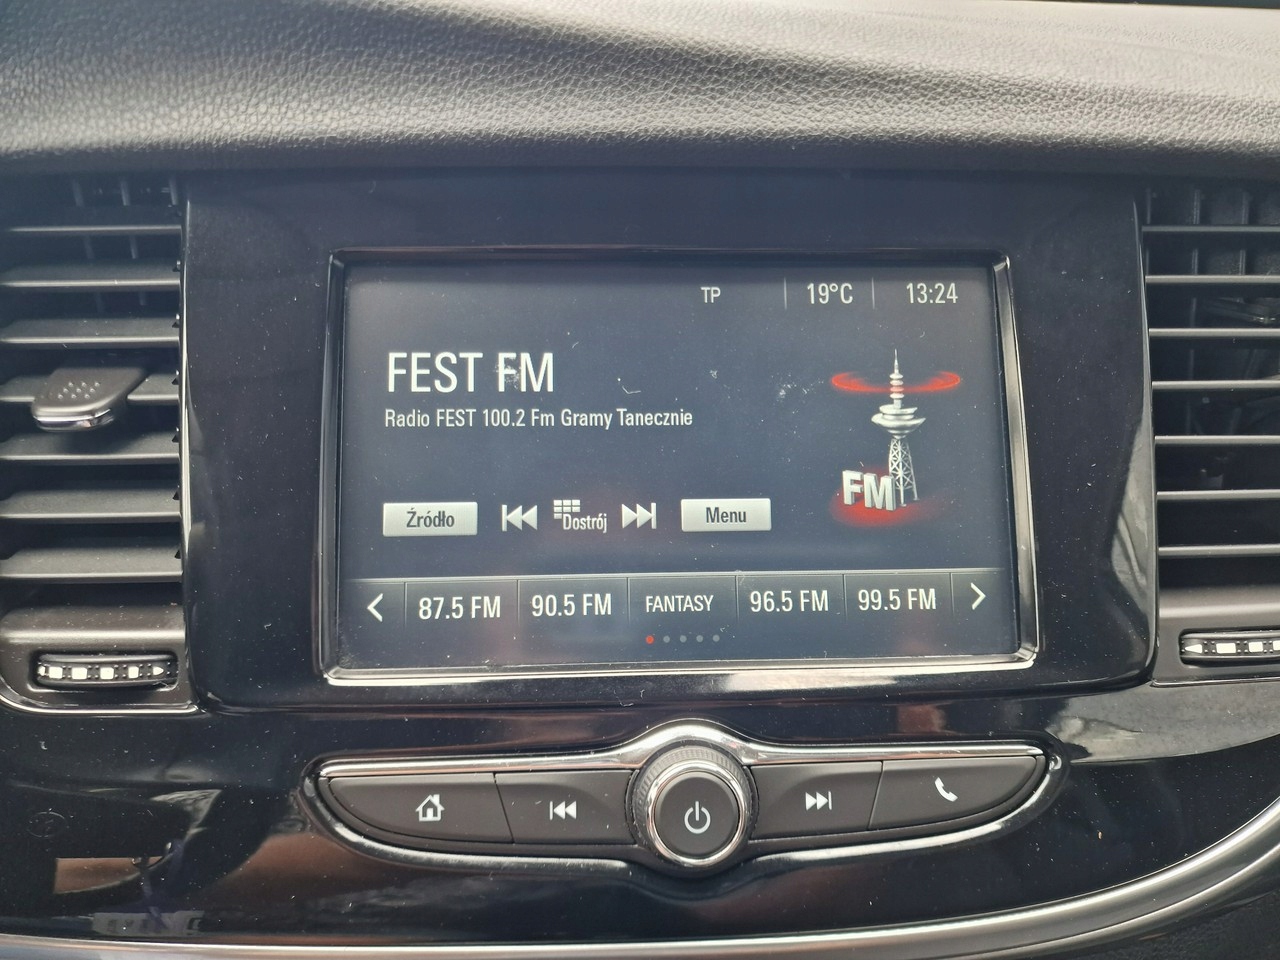 TP 19°C 13:24
FEST FM
Radio FEST 100.2 Fm Gramy Tanecznie
FM
Źródło Dostrój Menu
87.5 FM 90.5 FM FANTASY 96.5 FM 99.5 FM